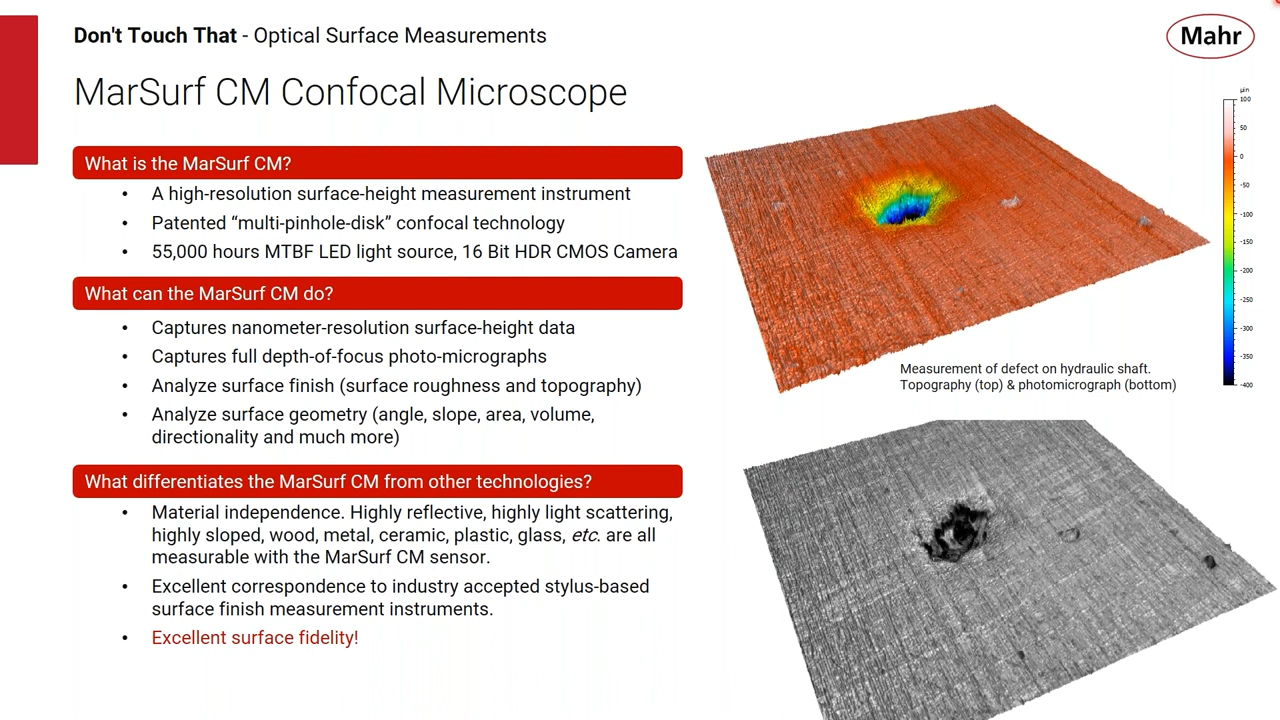 Don't Touch That - Optical Surface Measurements
Mahr
MarSurf CM Confocal Microscope
What is the MarSurf CM?
• A high-resolution surface-height measurement instrument
• Patented “multi-pinhole-disk” confocal technology
• 55,000 hours MTBF LED light source, 16 Bit HDR CMOS Camera
What can the MarSurf CM do?
• Captures nanometer-resolution surface-height data
• Captures full depth-of-focus photo-micrographs
• Analyze surface finish (surface roughness and topography)
• Analyze surface geometry (angle, slope, area, volume,
directionality and much more)
What differentiates the MarSurf CM from other technologies?
• Material independence. Highly reflective, highly light scattering,
highly sloped, wood, metal, ceramic, plastic, glass, etc. are all
measurable with the MarSurf CM sensor.
• Excellent correspondence to industry accepted stylus-based
surface finish measurement instruments.
• Excellent surface fidelity!
µin
100
50
0
-50
-100
-150
-200
-250
-300
-350
-400
Measurement of defect on hydraulic shaft.
Topography (top) & photomicrograph (bottom)